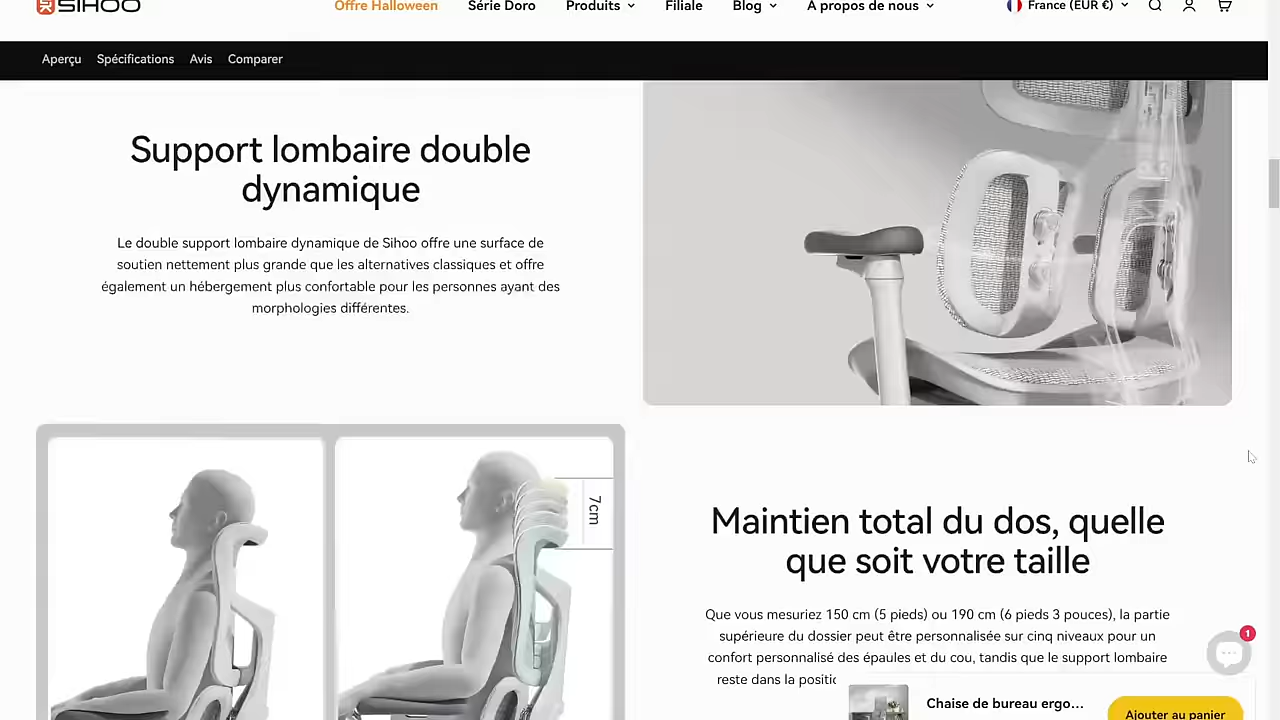 SIHOO
Offre Halloween
Série Doro
Produits
Filiale
Blog
A propos de nous
France (EUR €)
Aperçu
Spécifications
Avis
Comparer
Support lombaire double
dynamique
Le double support lombaire dynamique de Sihoo offre une surface de
soutien nettement plus grande que les alternatives classiques et offre
également un hébergement plus confortable pour les personnes ayant des
morphologies différentes.
7cm
Maintien total du dos, quelle
que soit votre taille
Que vous mesuriez 150 cm (5 pieds) ou 190 cm (6 pieds 3 pouces), la partie
supérieure du dossier peut être personnalisée sur cinq niveaux pour un
confort personnalisé des épaules et du cou, tandis que le support lombaire
reste dans la positic
1
Chaise de bureau ergo...
Ajouter au panier